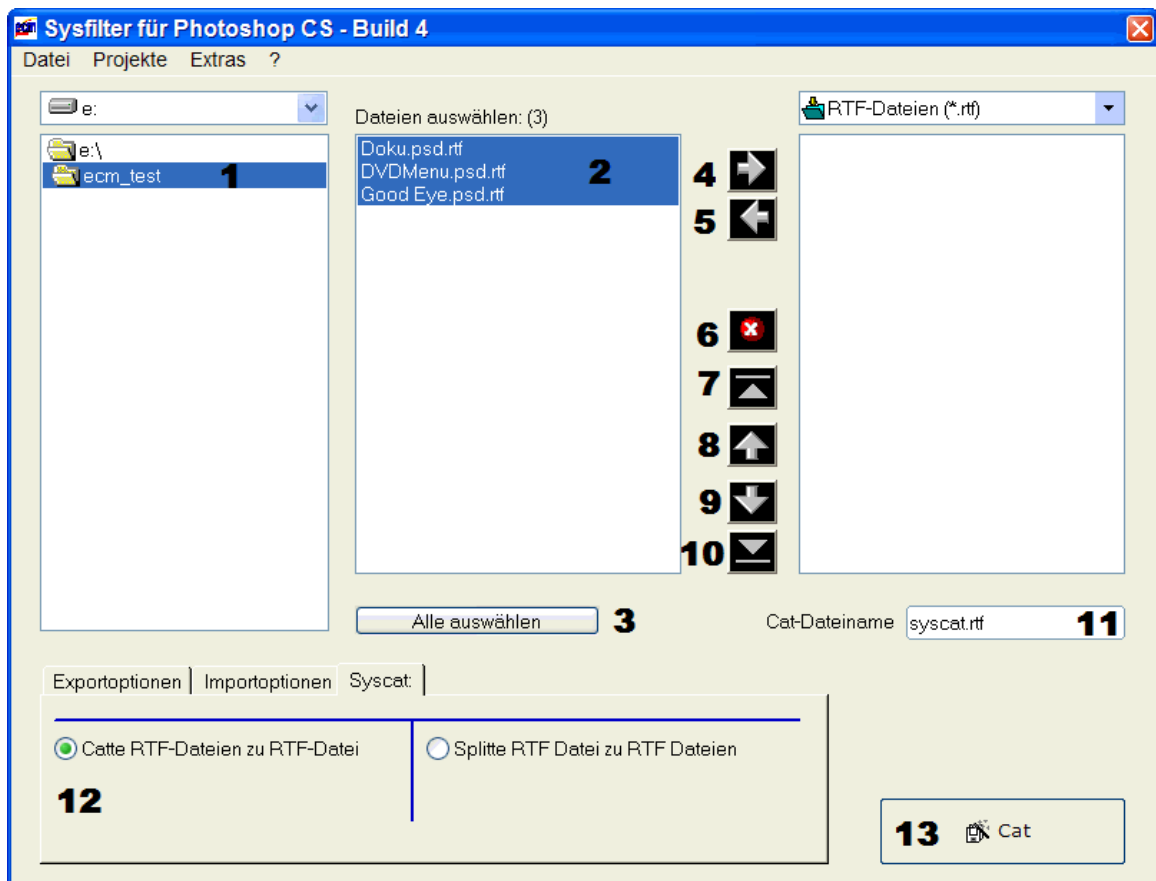 Sysfilter für Photoshop CS - Build 4
Datei Projekte Extras ?
e:
Dateien auswählen: (3)
RTF-Dateien (*.rtf)
e:\
ecm_test 1
Doku.psd.rtf
DVDMenu.psd.rtf 2
Good Eye.psd.rtf
4
5
6
7
8
9
10
Alle auswählen 3
Cat-Dateiname syscat.rtf 11
Exportoptionen Importoptionen Syscat:
Catte RTF-Dateien zu RTF-Datei Splitte RTF Datei zu RTF Dateien
12
13 Cat